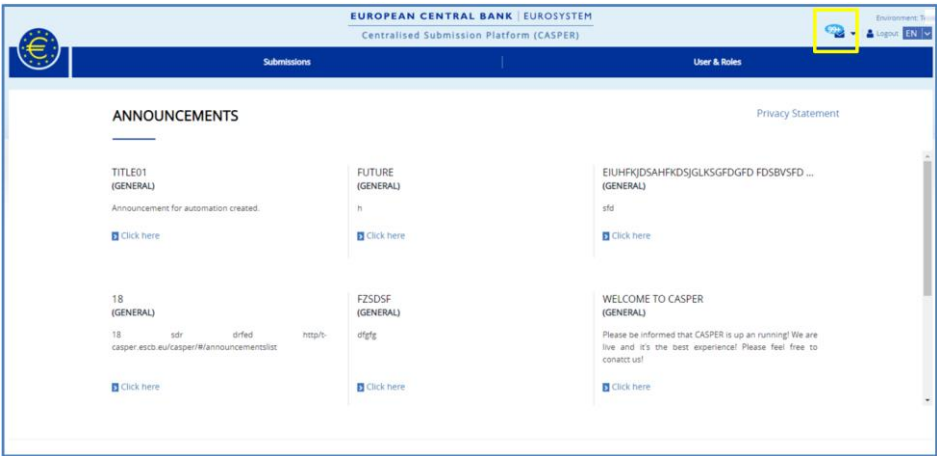 EUROPEAN CENTRAL BANK | EUROSYSTEM
Centralised Submission Platform (CASPER)
Environment:
99+
Logout EN
Submissions
User & Roles
ANNOUNCEMENTS
Privacy Statement
TITLE01
(GENERAL)
Announcement for automation created.
Click here
FUTURE
(GENERAL)
h
Click here
EIUHFKJDSAHFKDSJGLKSGFDGFD FDSBVSFD ...
(GENERAL)
sfd
Click here
18
(GENERAL)
18 sdr drfed http/t-
casper.escb.eu/casper/#/announcementslist
Click here
FZSDSF
(GENERAL)
dfgfg
Click here
WELCOME TO CASPER
(GENERAL)
Please be informed that CASPER is up an running! We are
live and it's the best experience! Please feel free to
conatct us!
Click here